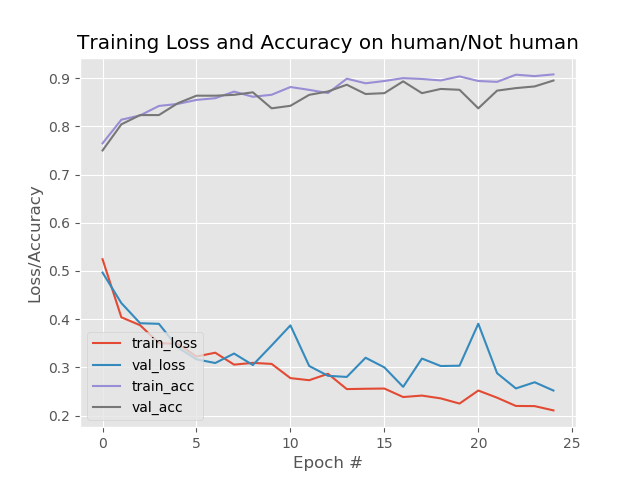 Training Loss and Accuracy on human/Not human
Loss/Accuracy
0.9
0.8
0.7
0.6
0.5
0.4
0.3
0.2
train_loss
val_loss
train_acc
val_acc
0 5 10 15 20 25
Epoch #